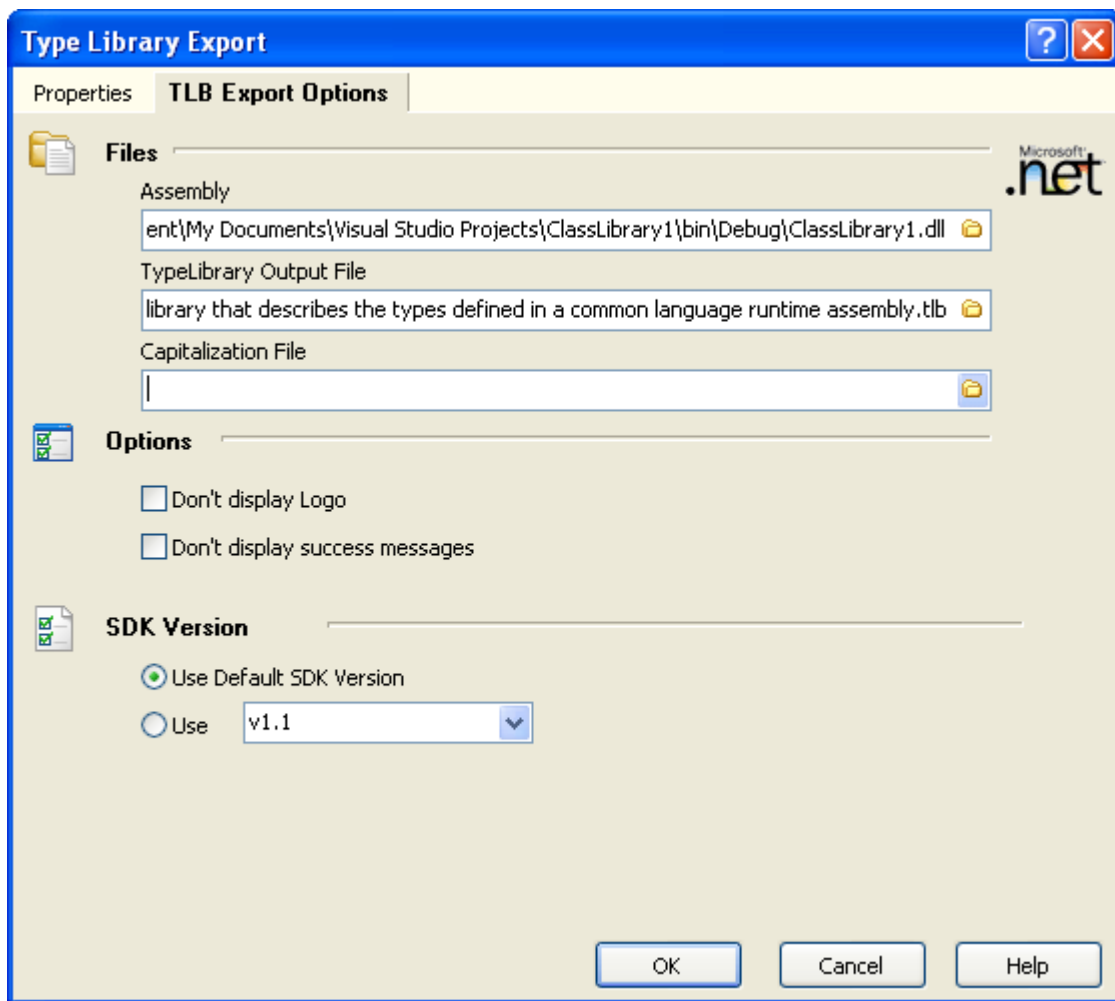 Type Library Export
Properties TLB Export Options
Files
Microsoft
.net
Assembly
ent\My Documents\Visual Studio Projects\ClassLibrary1\bin\Debug\ClassLibrary1.dll
TypeLibrary Output File
library that describes the types defined in a common language runtime assembly.tlb
Capitalization File
Options
Don't display Logo
Don't display success messages
SDK Version
Use Default SDK Version
Use v1.1
OK Cancel Help